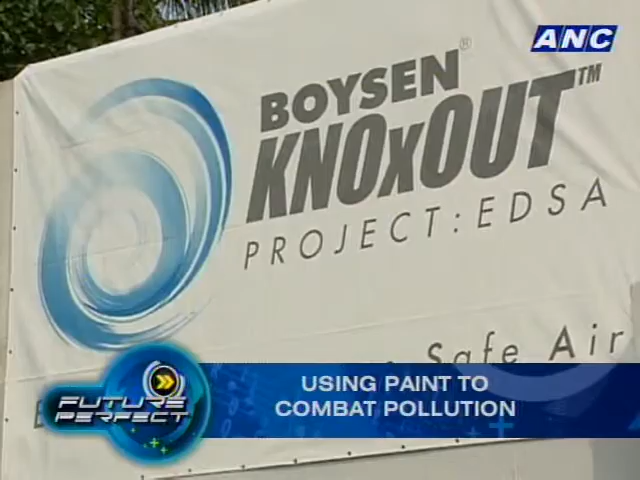 ANC
BOYSEN®
KNOxOUT™
PROJECT: EDSA
Safe Air
FUTURE
PERFECT
USING PAINT TO
COMBAT POLLUTION